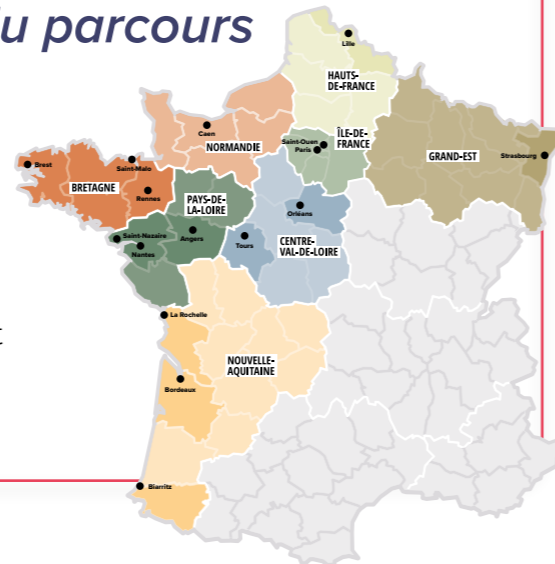 du parcours
Lille
HAUTS-
DE-FRANCE
Caen
NORMANDIE
Saint-Ouen
Paris
ÎLE-DE-
FRANCE
GRAND-EST
Strasbourg
Brest
Saint-Malo
BRETAGNE
Rennes
PAYS-DE-
LA-LOIRE
Orléans
Saint-Nazaire
Angers
Nantes
Tours
CENTRE-
VAL-DE-LOIRE
La Rochelle
t
NOUVELLE-
AQUITAINE
Bordeaux
Biarritz